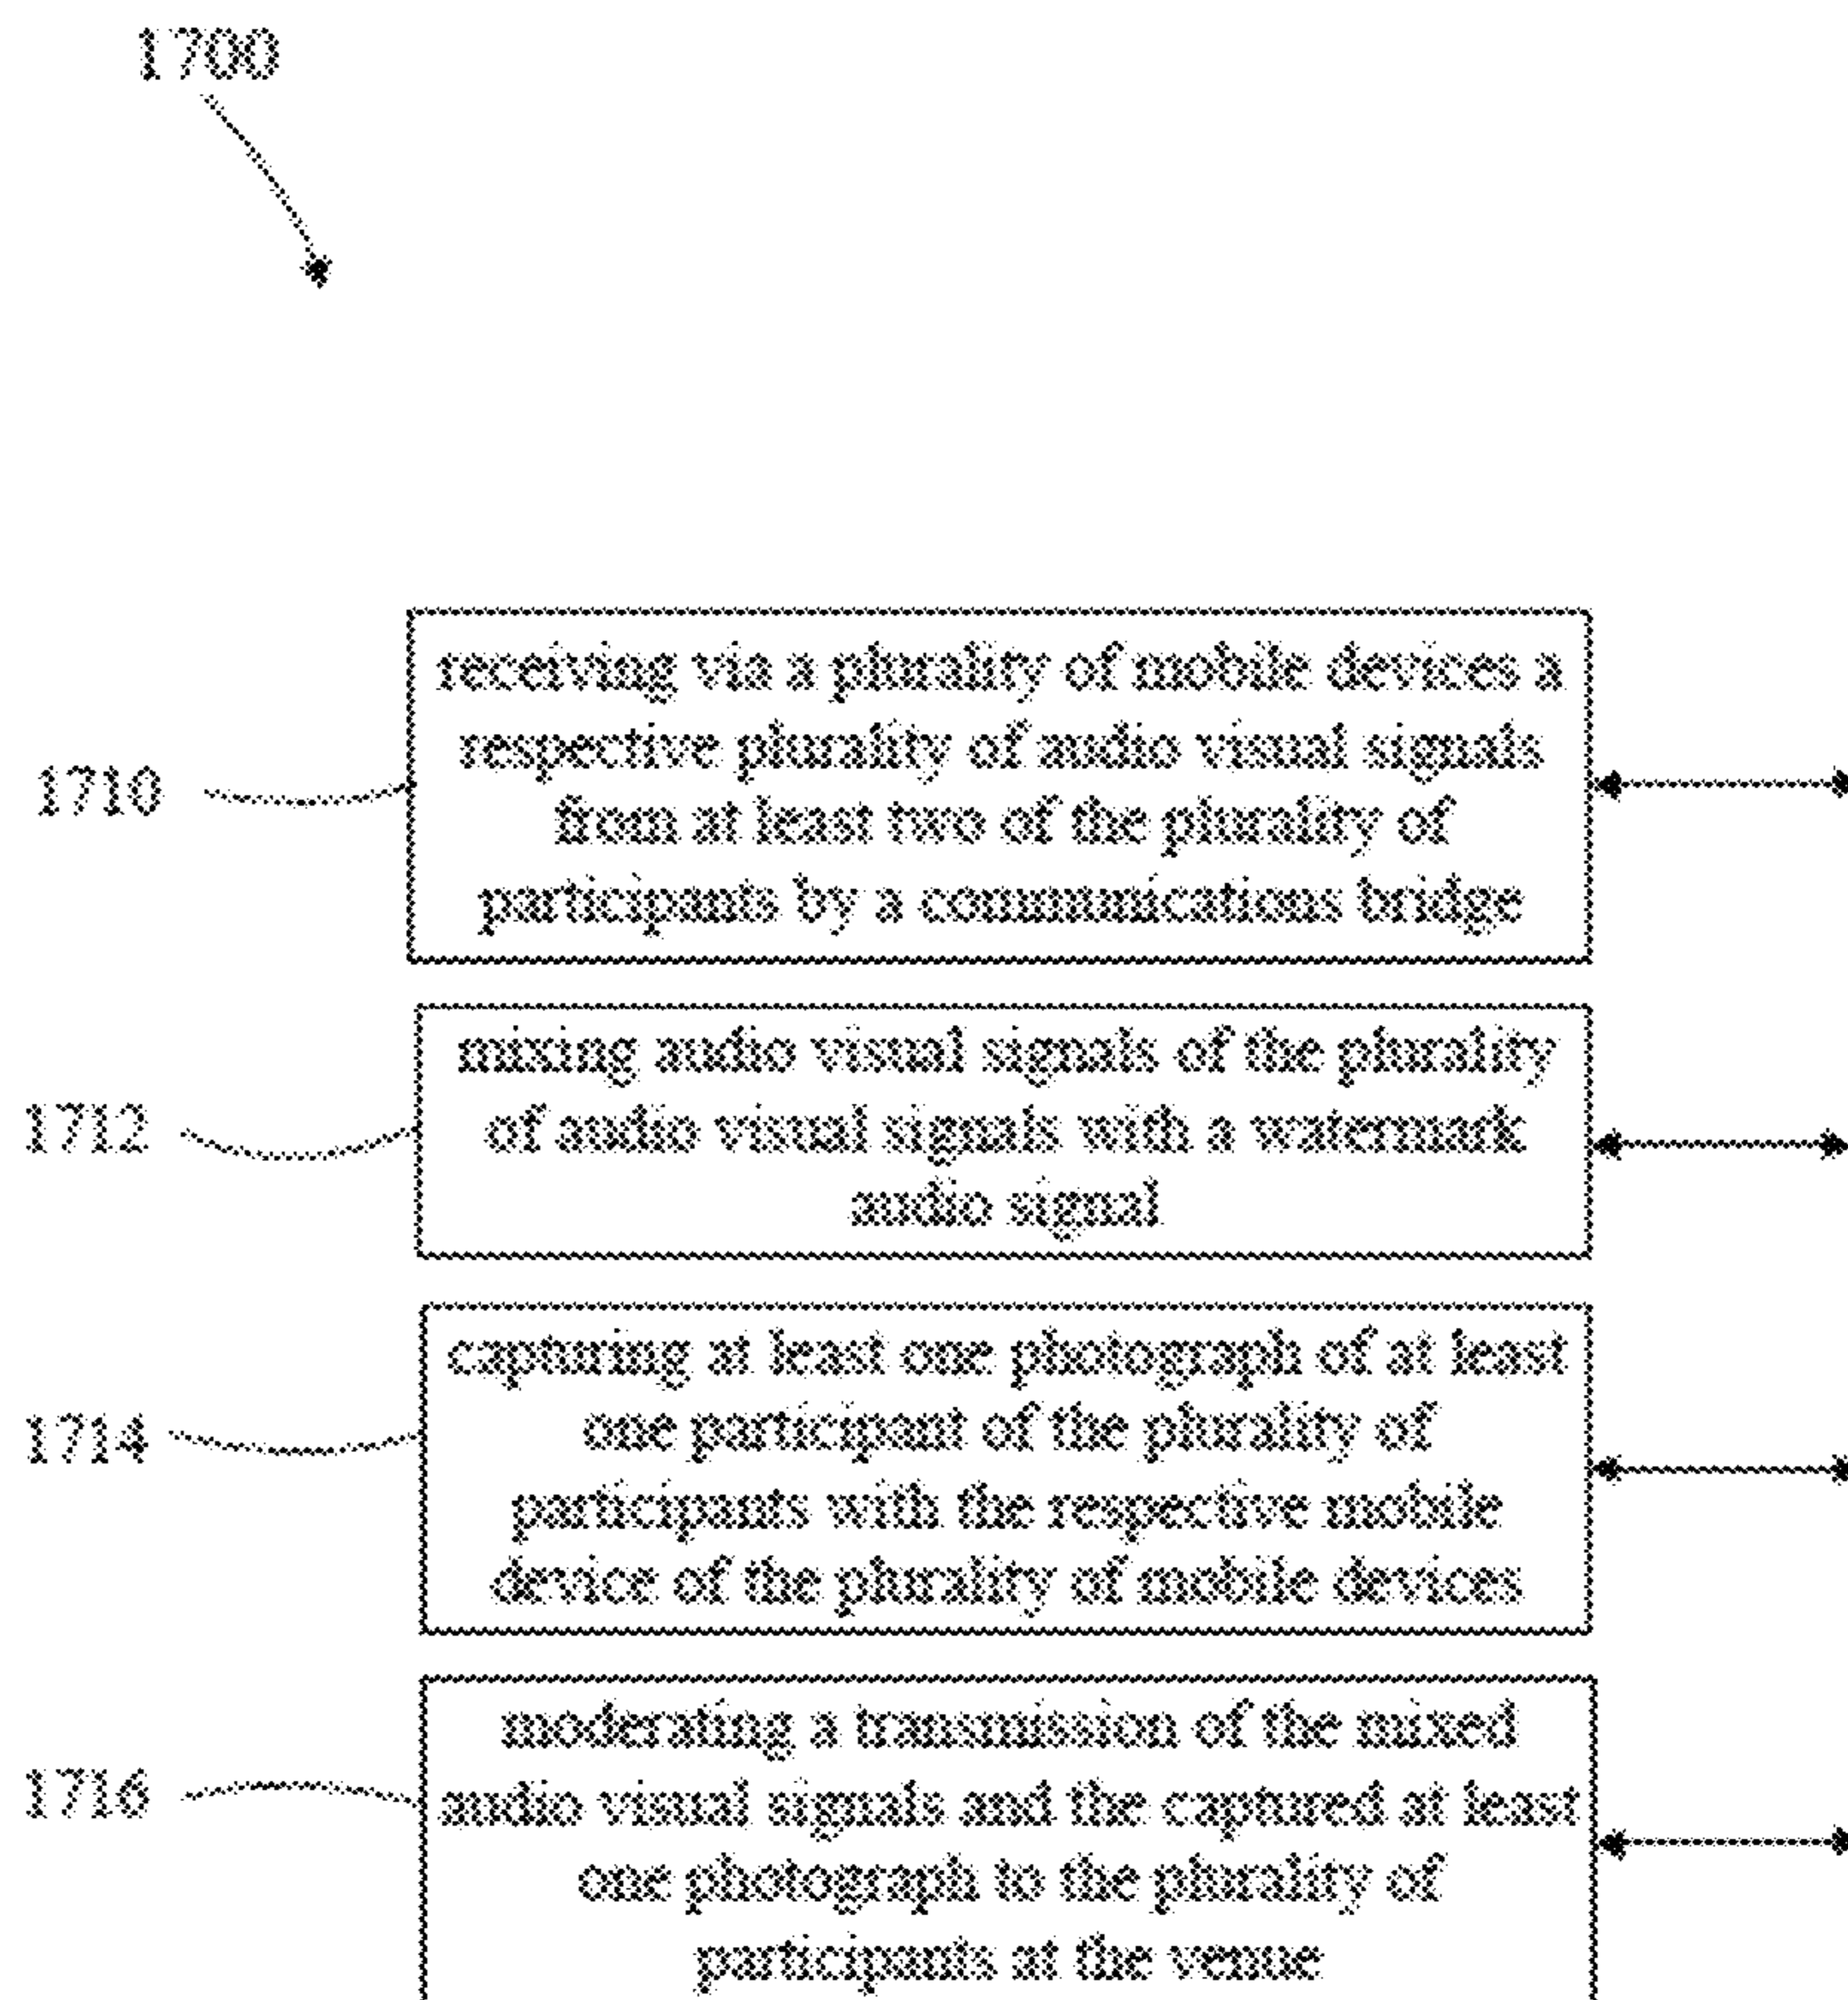 1700
1710
receiving via a plurality of mobile devices a
respective plurality of audio visual signals
from at least two of the plurality of
participants by a communications bridge
1712
mixing audio visual signals of the plurality
of audio visual signals with a watermark
audio signal
1714
capturing at least one photograph of at least
one participant of the plurality of
participants with the respective mobile
device of the plurality of mobile devices
1716
moderating a transmission of the mixed
audio visual signals and the captured at least
one photograph to the plurality of
participants at the venue